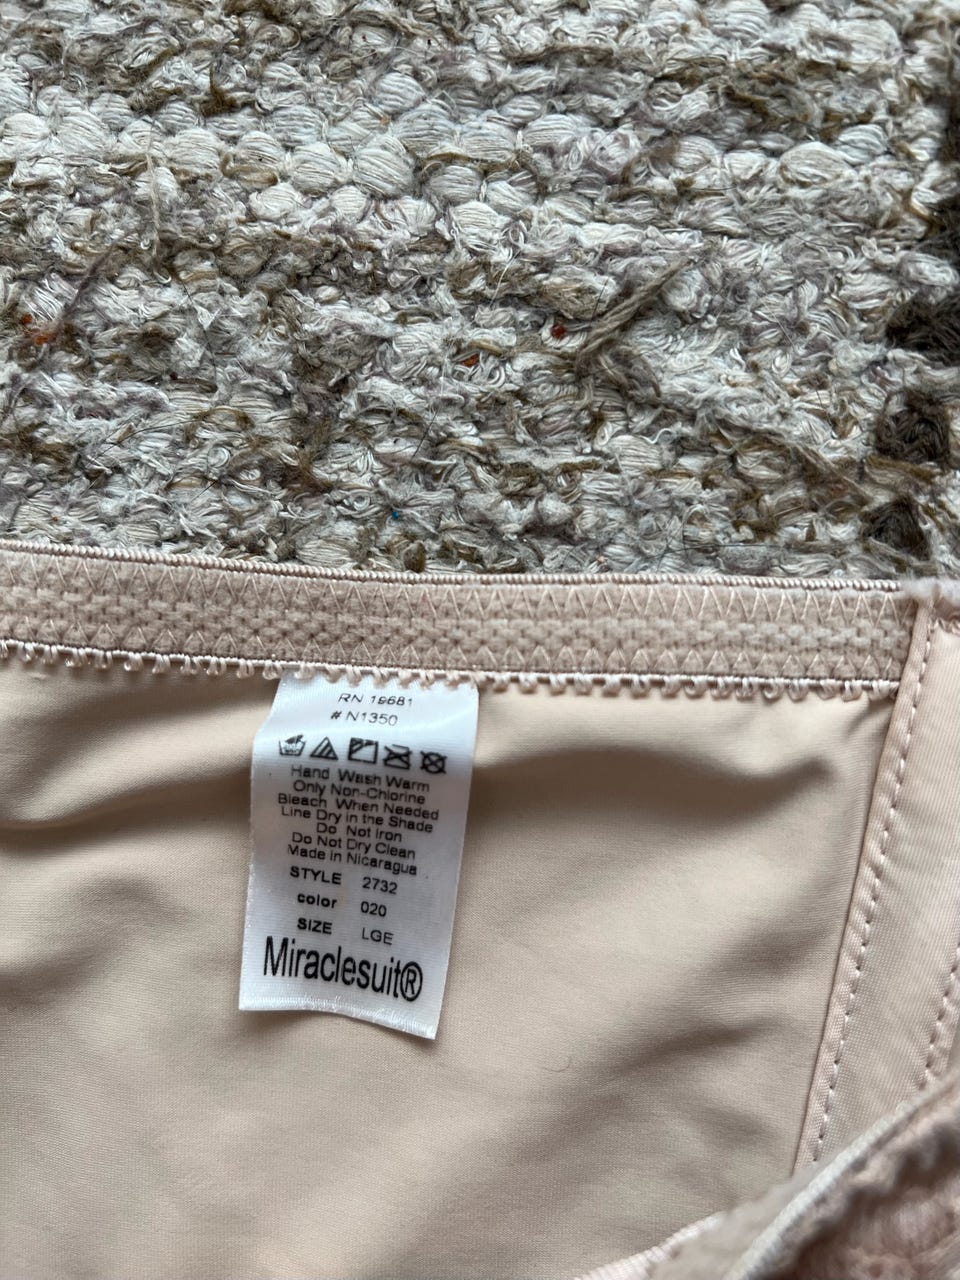 RN 19681
# N1350
Hand Wash Warm
Only Non-Chlorine
Bleach When Needed
Line Dry in the Shade
Do Not Iron
Do Not Dry Clean
Made in Nicaragua
STYLE 2732
color 020
SIZE LGE
Miraclesuit®